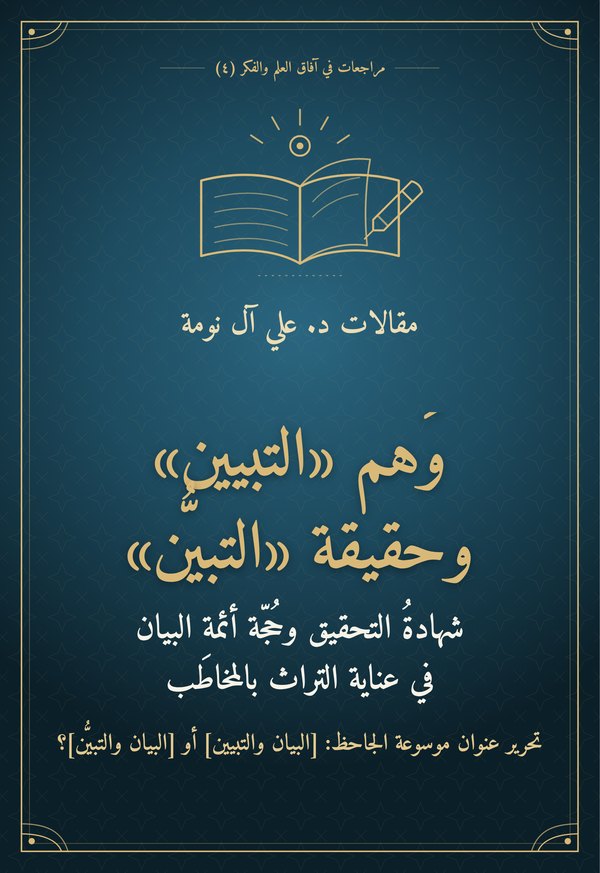 مراجعات في آفاق العلم والفكر (٤)
مقالات د. علي آل نومة
وَهم «التبيين»
وحقيقة «التبيُّن»
شهادةُ التحقيق وحُجّة أئمة البيان
في عناية التراث بالمخاطَب
تحرير عنوان موسوعة الجاحظ: [البيان والتبيين] أو [البيان والتبيُّن]؟